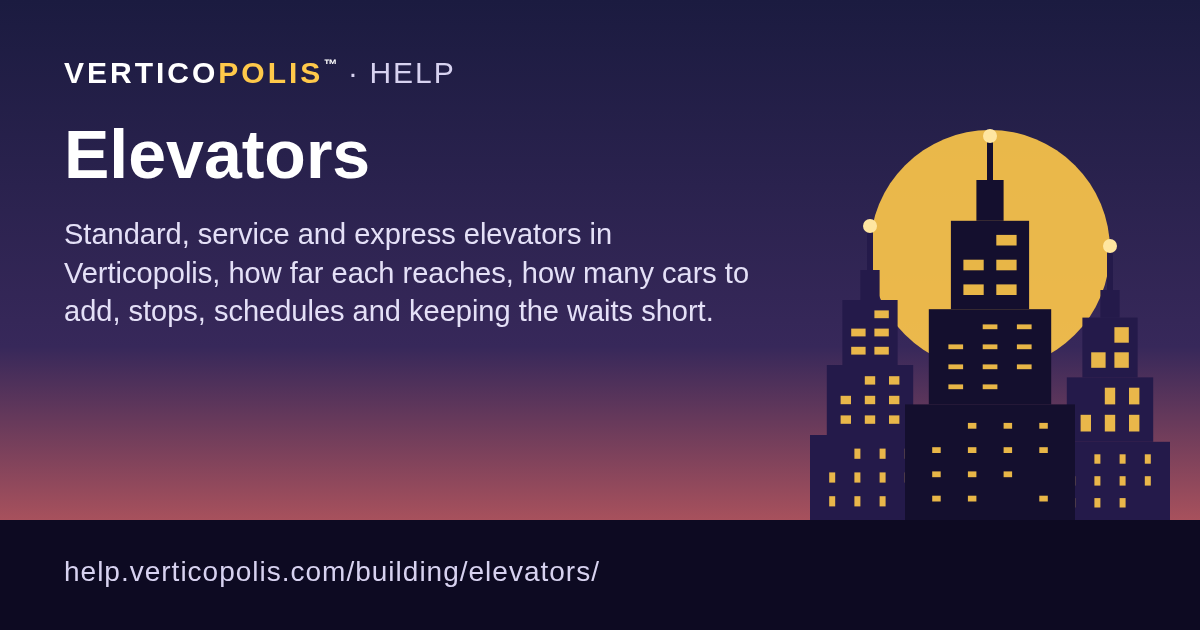 VERTICOPOLIS™ · HELP
Elevators
Standard, service and express elevators in
Verticopolis, how far each reaches, how many cars to
add, stops, schedules and keeping the waits short.
help.verticopolis.com/building/elevators/